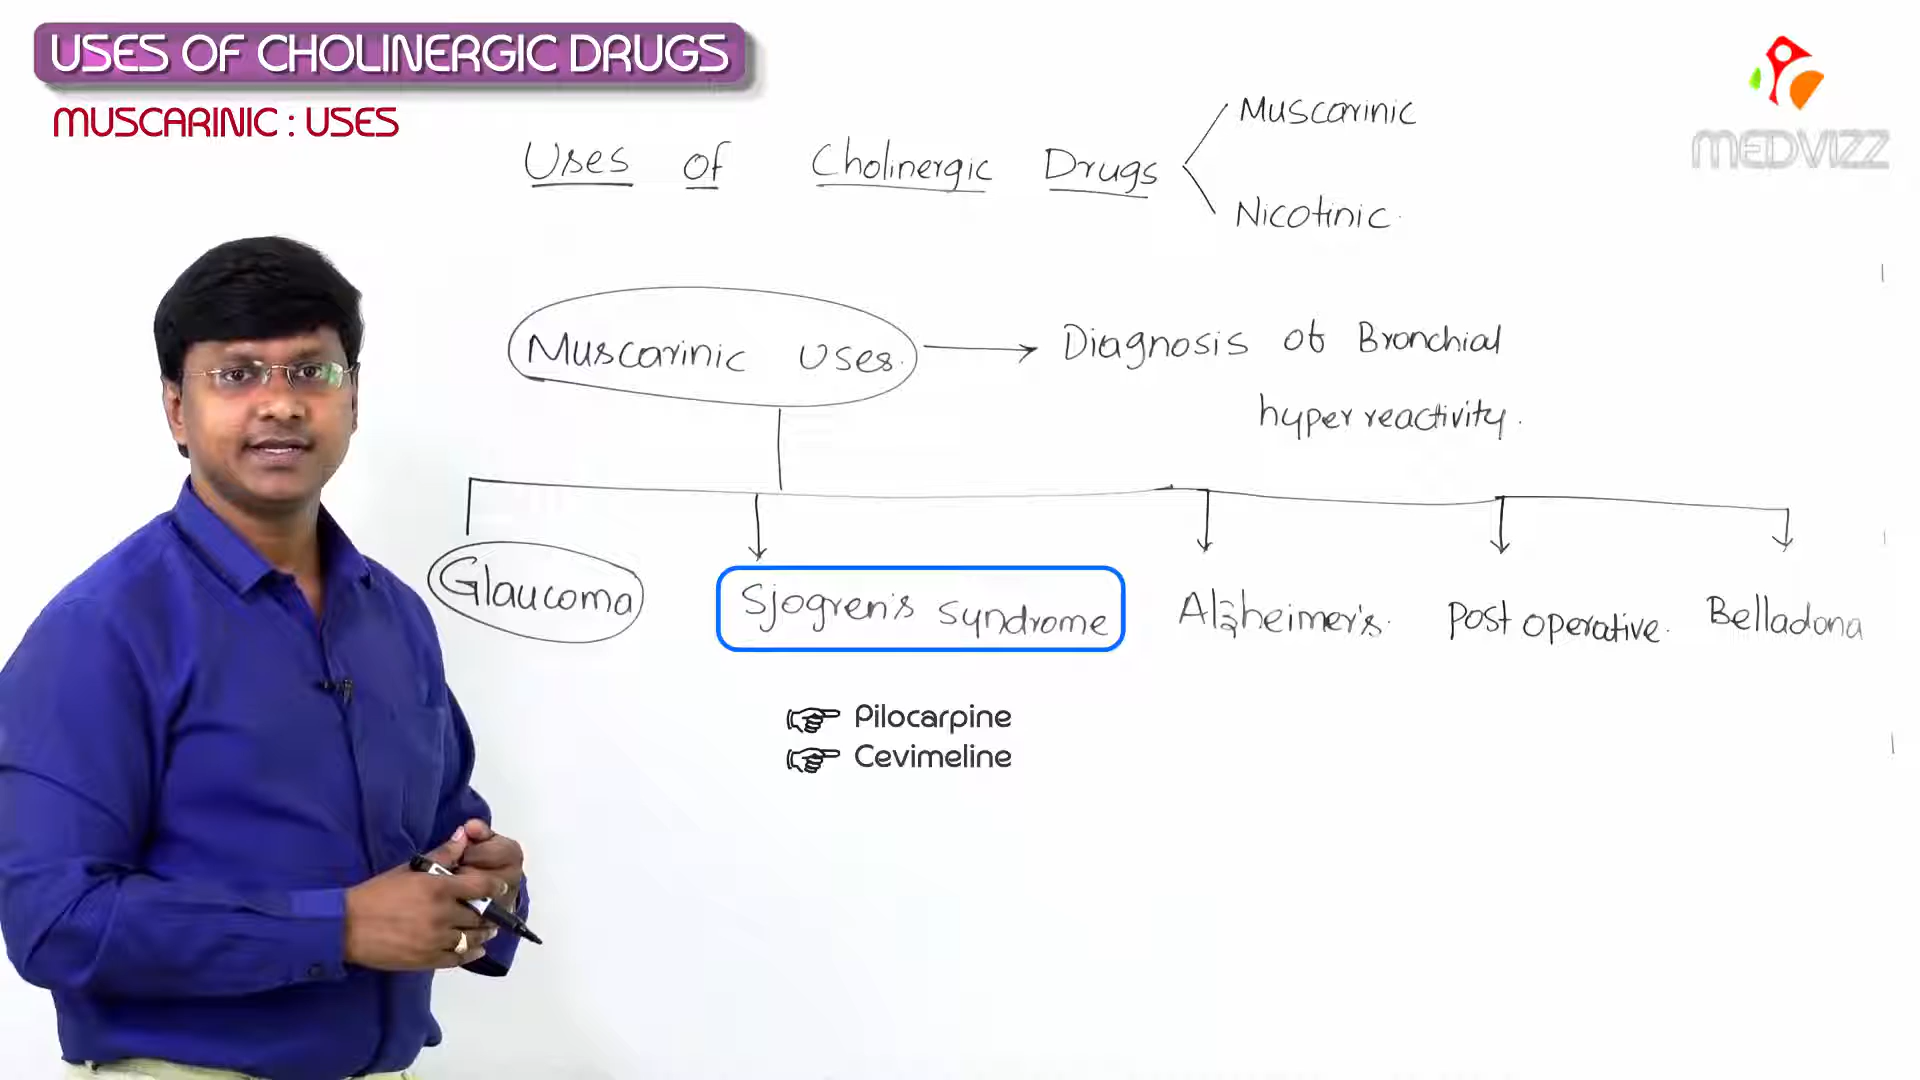 USES OF CHOLINERGIC DRUGS
MUSCARINIC : USES
MEDVIZZ
Uses of Cholinergic Drugs
Muscarinic
Nicotinic.
Muscarinic Uses.
Diagnosis of Bronchial
hyper reactivity.
Glaucoma
Sjogren's syndrome
Alzheimer's.
Post operative.
Belladona
Pilocarpine
Cevimeline